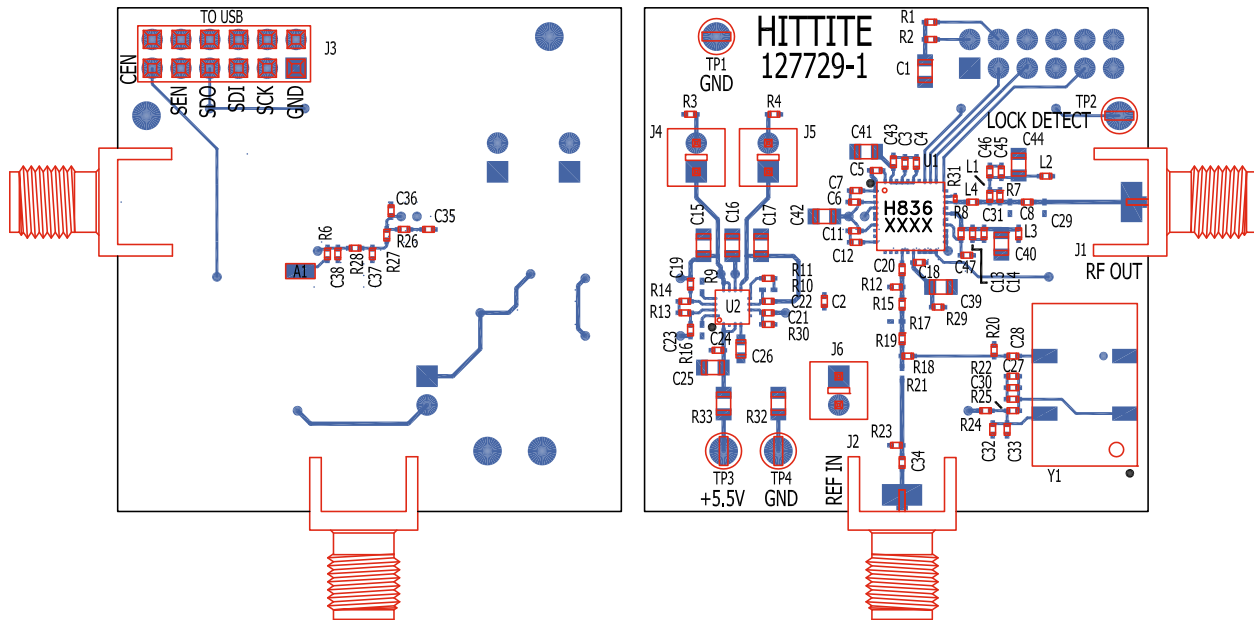 TO USB
J3
CEN
SEN
SDO
SDI
SCK
GND
C36
C35
R6
C38
R28
C37
R27
R26
A1
HITTITE
127729-1
TP1
GND
R1
R2
C1
TP2
LOCK DETECT
R3
R4
J4
J5
C41
C43
C3
C4
U1
C5
C7
C6
C42
C11
C12
H836
XXXX
R31
L1
C46
C45
C44
L2
L4
R7
R8
C31
C8
C29
L3
C40
C47
C13
C14
J1
RF OUT
C15
C16
C17
C19
R9
R11
R10
R14
R13
U2
C22
C21
R30
C2
C23
R16
C24
C26
C25
C20
C18
R12
R15
C39
R29
R17
R19
R18
R21
R20
C28
R22
C27
C30
R25
R24
C32
C33
Y1
J6
R33
R32
TP3
+5.5V
TP4
GND
J2
R23
C34
REF IN